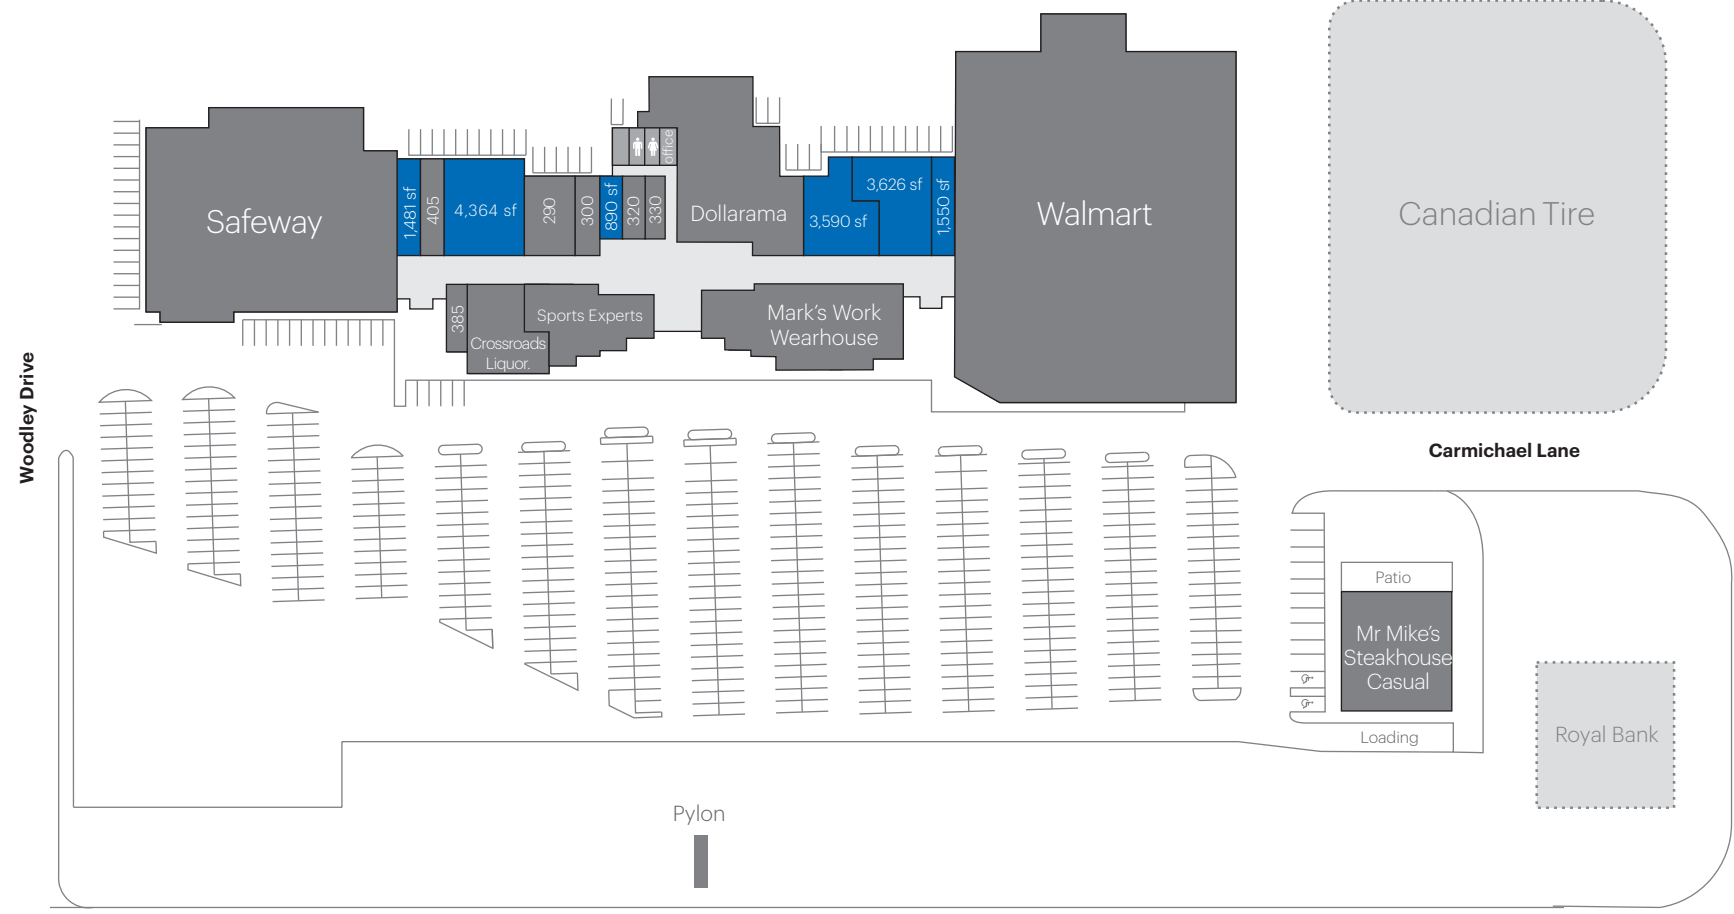 Safeway
1,481 sf
405
4,364 sf
290
300
890 sf
320
330
office
Dollarama
3,590 sf
3,626 sf
1,550 sf
Walmart
Canadian Tire
385
Crossroads
Liquor.
Sports Experts
Mark's Work
Wearhouse
Woodley Drive
Carmichael Lane
Patio
Mr Mike's
Steakhouse
Casual
Loading
Royal Bank
Pylon